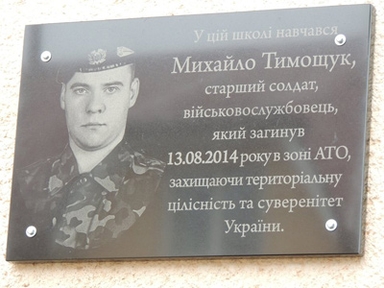 У цій школі навчався
Михайло Тимощук,
старший солдат,
військовослужбовець,
який загинув
13.08.2014 року в зоні АТО,
захищаючи територіальну
цілісність та суверенітет
України.